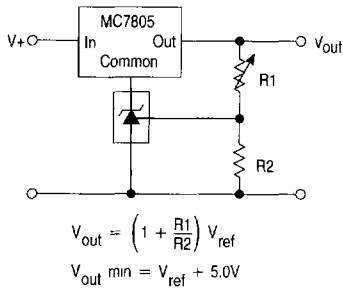 MC7805
V+ In Out Vout
Common
R1
R2
Vout = (1 + R1/R2) Vref
Vout min = Vref + 5.0V